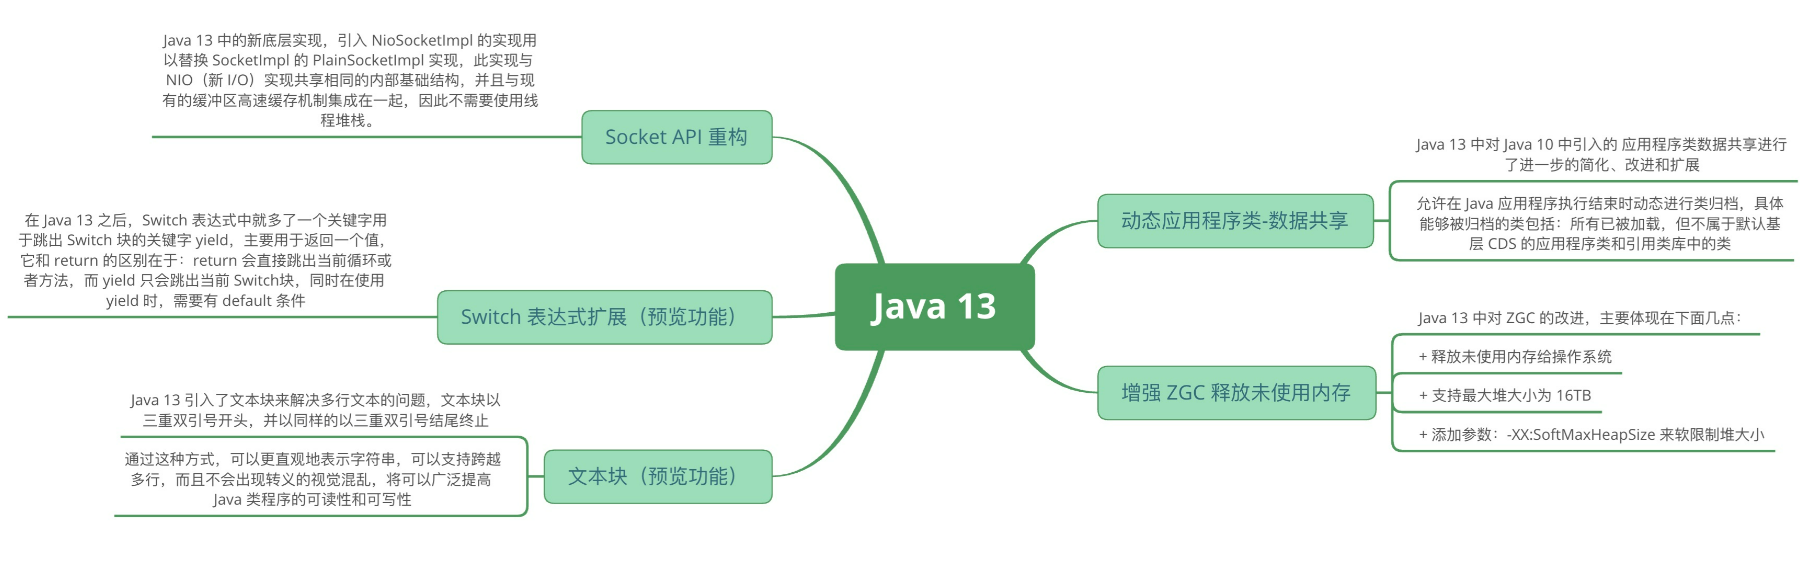 Java 13 中的新底层实现，引入 NioSocketImpl 的实现用
以替换 SocketImpl 的 PlainSocketImpl 实现，此实现与
NIO（新 I/O）实现共享相同的内部基础结构，并且与现
有的缓冲区高速缓存机制集成在一起，因此不需要使用线
程堆栈。
Socket API 重构
在 Java 13 之后，Switch 表达式中就多了一个关键字用
于跳出 Switch 块的关键字 yield，主要用于返回一个值，
它和 return 的区别在于：return 会直接跳出当前循环或
者方法，而 yield 只会跳出当前 Switch块，同时在使用
yield 时，需要有 default 条件
Switch 表达式扩展（预览功能）
Java 13 引入了文本块来解决多行文本的问题，文本块以
三重双引号开头，并以同样的以三重双引号结尾终止
通过这种方式，可以更直观地表示字符串，可以支持跨越
多行，而且不会出现转义的视觉混乱，将可以广泛提高
Java 类程序的可读性和可写性
文本块（预览功能）
Java 13
动态应用程序类-数据共享
Java 13 中对 Java 10 中引入的 应用程序类数据共享进行
了进一步的简化、改进和扩展
允许在 Java 应用程序执行结束时动态进行类归档，具体
能够被归档的类包括：所有已被加载，但不属于默认基
层 CDS 的应用程序类和引用类库中的类
增强 ZGC 释放未使用内存
Java 13 中对 ZGC 的改进，主要体现在下面几点：
+ 释放未使用内存给操作系统
+ 支持最大堆大小为 16TB
+ 添加参数：-XX:SoftMaxHeapSize 来软限制堆大小